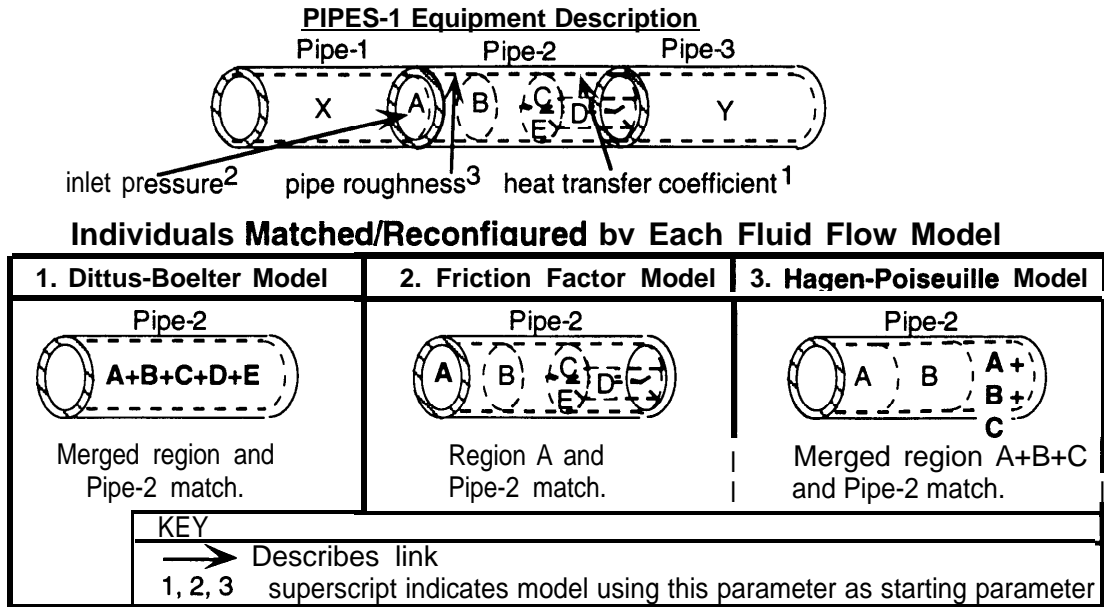 PIPES-1 Equipment Description
Pipe-1 Pipe-2 Pipe-3
X A B C D E Y
inlet pressure2 pipe roughness3 heat transfer coefficient1
Individuals Matched/Reconfigured by Each Fluid Flow Model
1. Dittus-Boelter Model 2. Friction Factor Model 3. Hagen-Poiseuille Model
Pipe-2 Pipe-2 Pipe-2
A+B+C+D+E A B C D E A B A +
B +
C
Merged region and Region A and Merged region A+B+C
Pipe-2 match. Pipe-2 match. and Pipe-2 match.
KEY
Describes link
1, 2, 3 superscript indicates model using this parameter as starting parameter